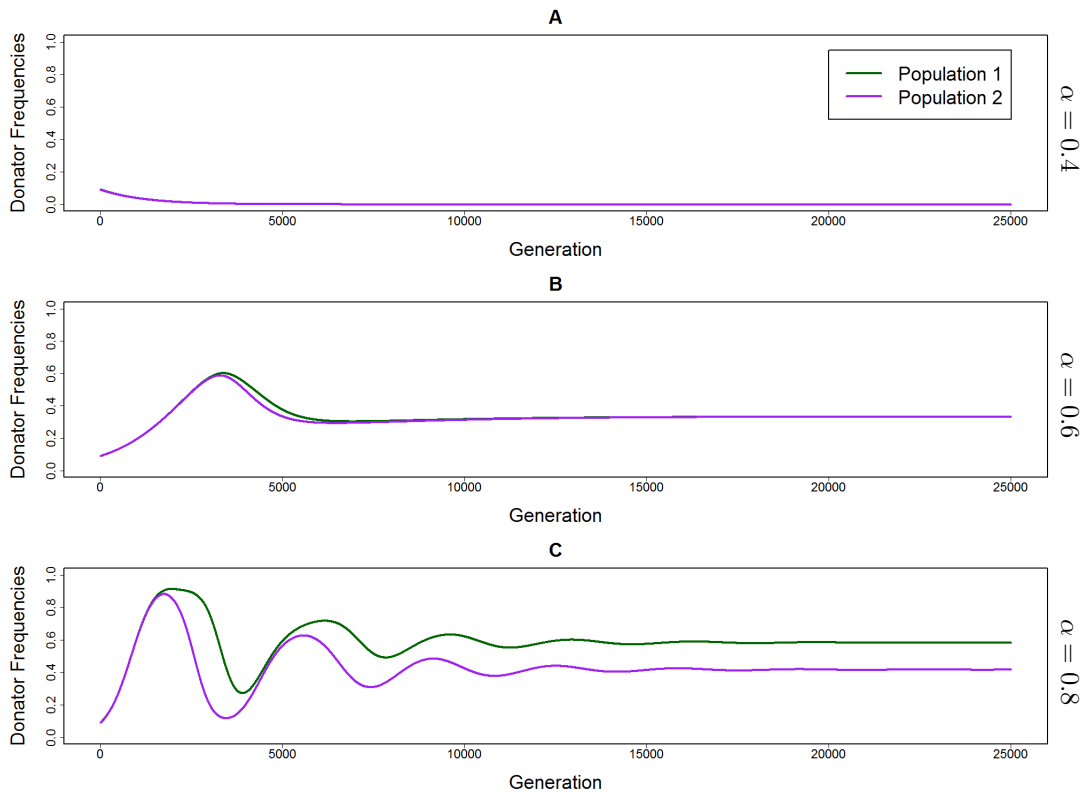 A
Donator Frequencies
1.0
0.8
0.6
0.4
0.2
0.0
Population 1
Population 2
α = 0.4
0 5000 10000 15000 20000 25000
Generation
B
Donator Frequencies
1.0
0.8
0.6
0.4
0.2
0.0
α = 0.6
0 5000 10000 15000 20000 25000
Generation
C
Donator Frequencies
1.0
0.8
0.6
0.4
0.2
0.0
α = 0.8
0 5000 10000 15000 20000 25000
Generation